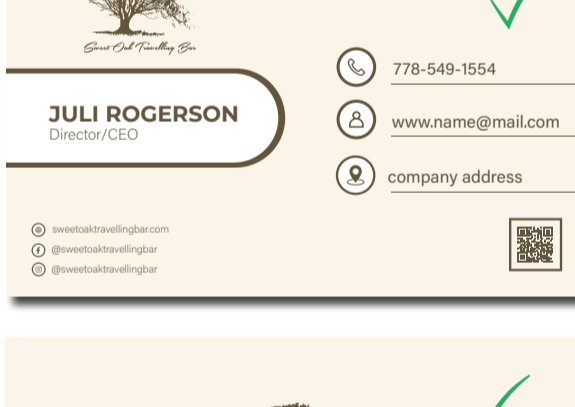 Sweet Oak Travelling Bar
778-549-1554
JULI ROGERSON
Director/CEO
www.name@mail.com
company address
sweetoaktravellingbar.com
@sweetoaktravellingbar
@sweetoaktravellingbar